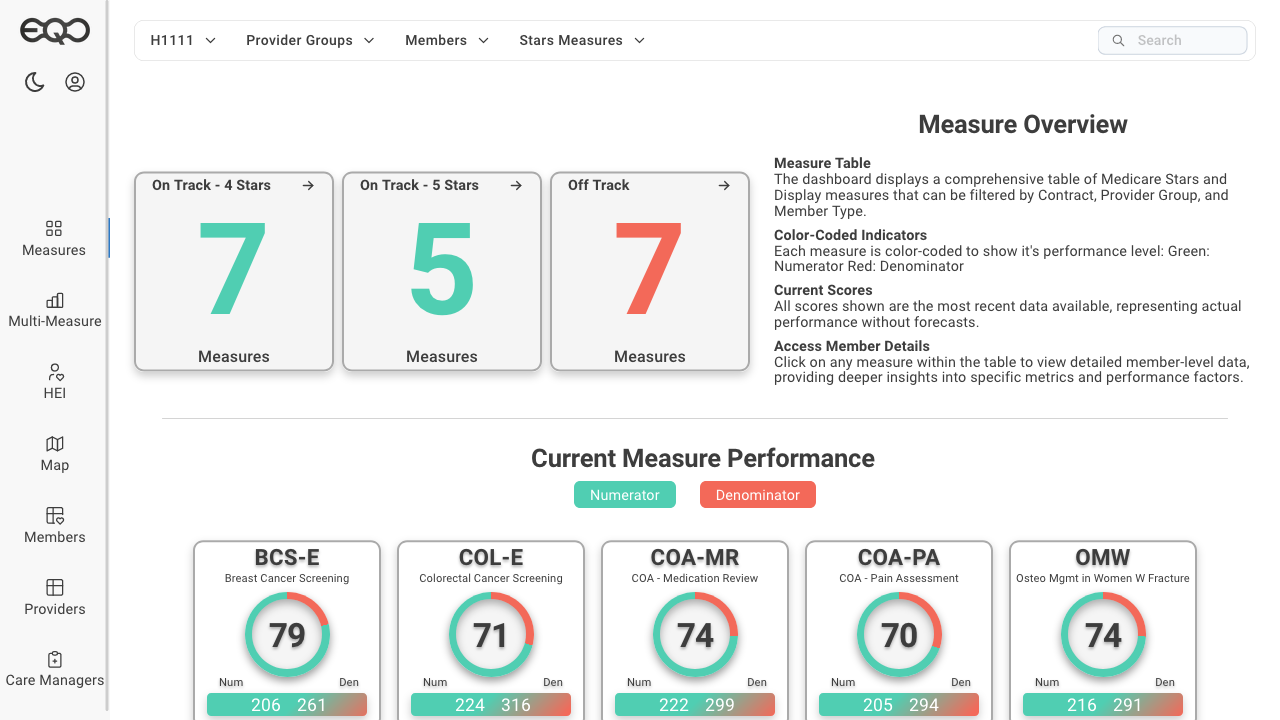 EQO
H1111
Provider Groups
Members
Stars Measures
Search
Measures
Multi-Measure
HEI
Map
Members
Providers
Care Managers
On Track - 4 Stars
7
Measures
On Track - 5 Stars
5
Measures
Off Track
7
Measures
Measure Overview
Measure Table
The dashboard displays a comprehensive table of Medicare Stars and
Display measures that can be filtered by Contract, Provider Group, and
Member Type.
Color-Coded Indicators
Each measure is color-coded to show it's performance level: Green:
Numerator Red: Denominator
Current Scores
All scores shown are the most recent data available, representing actual
performance without forecasts.
Access Member Details
Click on any measure within the table to view detailed member-level data,
providing deeper insights into specific metrics and performance factors.
Current Measure Performance
Numerator
Denominator
BCS-E
Breast Cancer Screening
79
Num Den
206 261
COL-E
Colorectal Cancer Screening
71
Num Den
224 316
COA-MR
COA - Medication Review
74
Num Den
222 299
COA-PA
COA - Pain Assessment
70
Num Den
205 294
OMW
Osteo Mgmt in Women W Fracture
74
Num Den
216 291